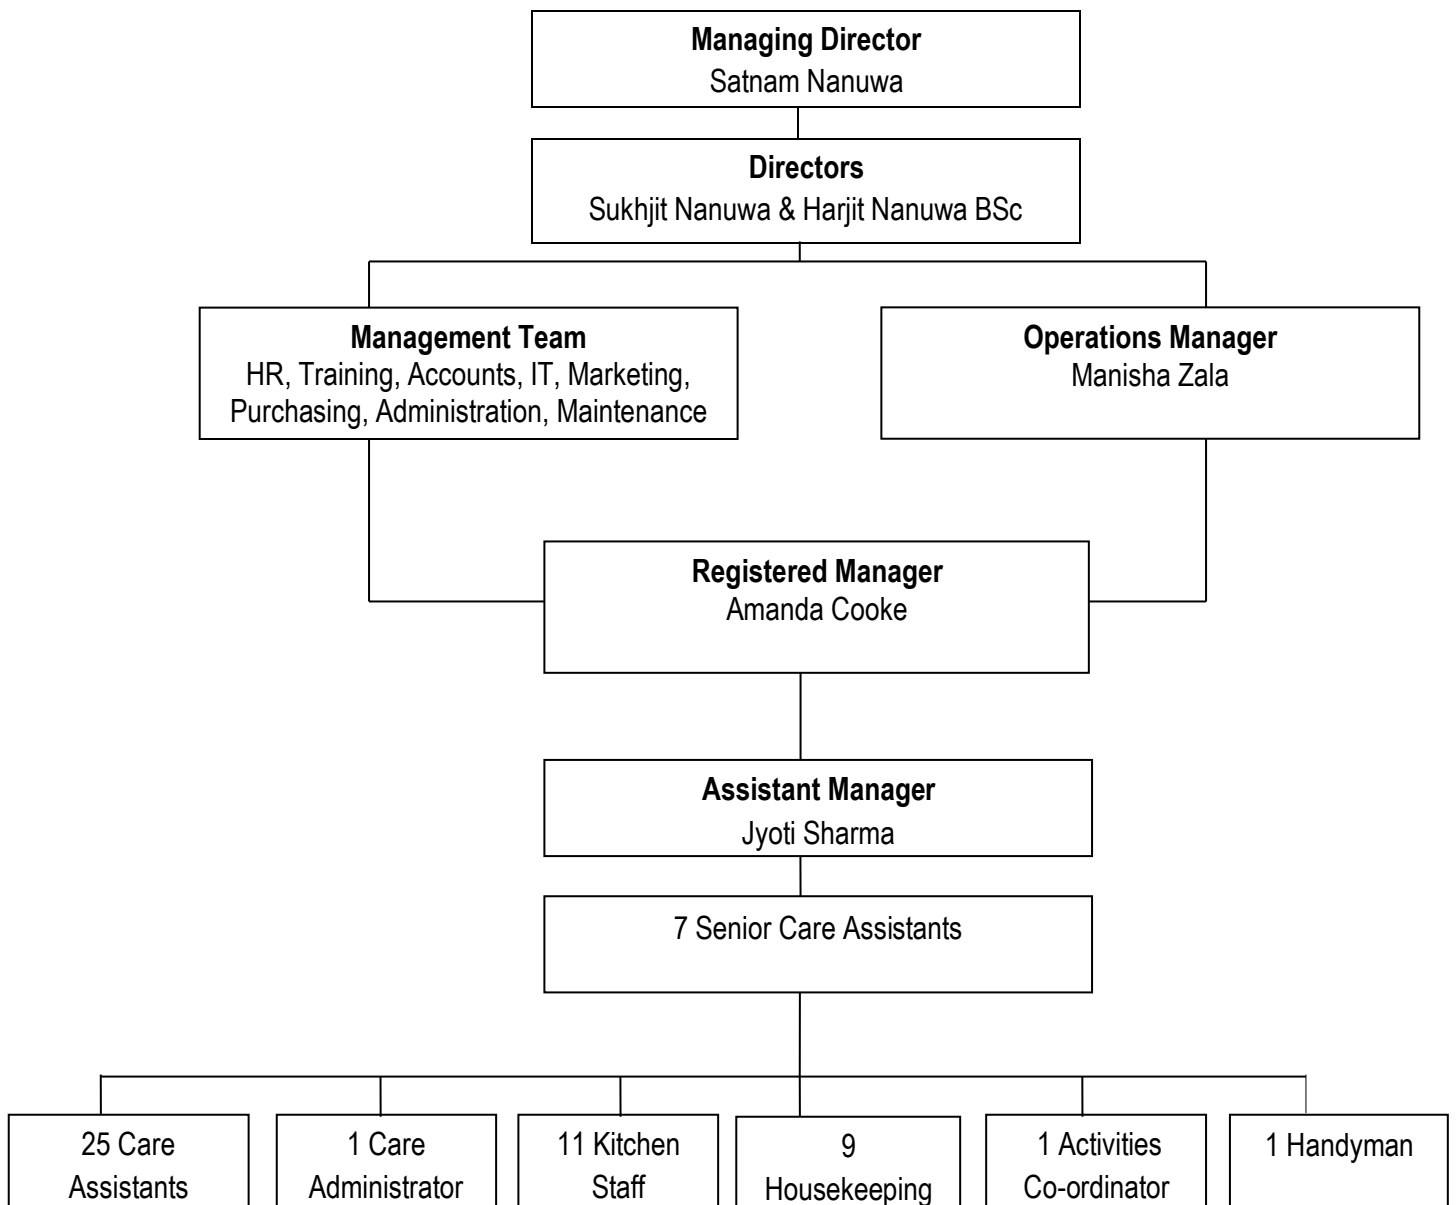 Managing Director
Satnam Nanuwa
Directors
Sukhjit Nanuwa & Harjit Nanuwa BSc
Management Team
HR, Training, Accounts, IT, Marketing,
Purchasing, Administration, Maintenance
Operations Manager
Manisha Zala
Registered Manager
Amanda Cooke
Assistant Manager
Jyoti Sharma
7 Senior Care Assistants
25 Care
Assistants
1 Care
Administrator
11 Kitchen
Staff
9
Housekeeping
1 Activities
Co-ordinator
1 Handyman